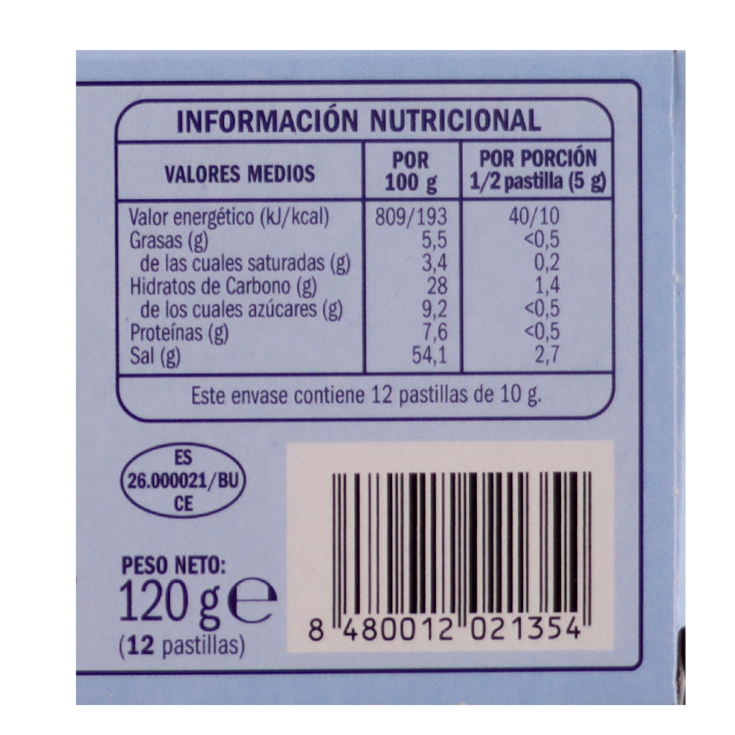 INFORMACIÓN NUTRICIONAL
VALORES MEDIOS POR 100 g POR PORCIÓN 1/2 pastilla (5 g)
Valor energético (kJ/kcal) 809/193 40/10
Grasas (g) 5,5 <0,5
de las cuales saturadas (g) 3,4 0,2
Hidratos de Carbono (g) 28 1,4
de los cuales azúcares (g) 9,2 <0,5
Proteínas (g) 7,6 <0,5
Sal (g) 54,1 2,7
Este envase contiene 12 pastillas de 10 g.
ES
26.000021/BU
CE
PESO NETO:
120 g ℮
(12 pastillas)
8 480012 021354